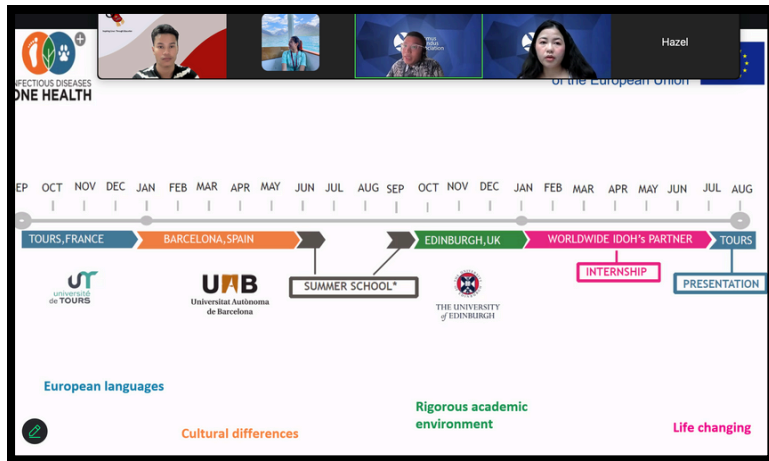 Hazel
NFECTIOUS DISEASES
ONE HEALTH
of the European Union
EP OCT NOV DEC JAN FEB MAR APR MAY JUN JUL AUG SEP OCT NOV DEC JAN FEB MAR APR MAY JUN JUL AUG
TOURS,FRANCE
BARCELONA,SPAIN
EDINBURGH,UK
WORLDWIDE IDOH's PARTNER
TOURS
INTERNSHIP
SUMMER SCHOOL*
PRESENTATION
université
de TOURS
UAB
Universitat Autònoma
de Barcelona
THE UNIVERSITY
of EDINBURGH
European languages
Cultural differences
Rigorous academic
environment
Life changing